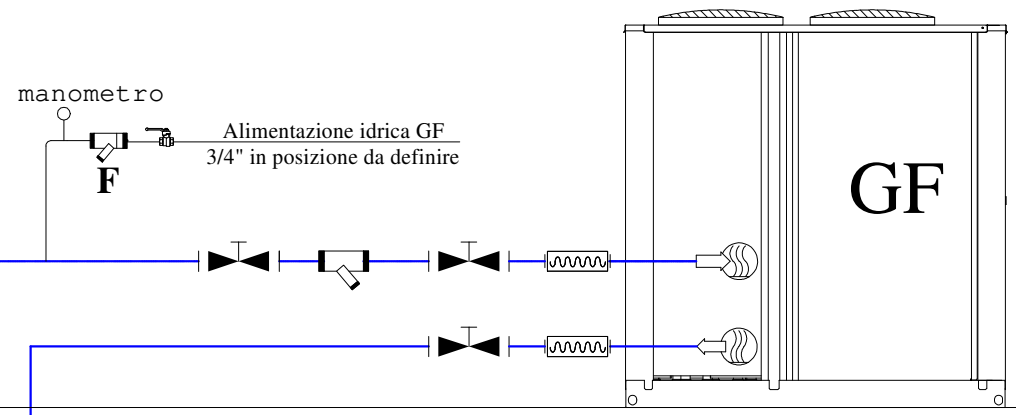 manometro
Alimentazione idrica GF
3/4" in posizione da definire
F
GF